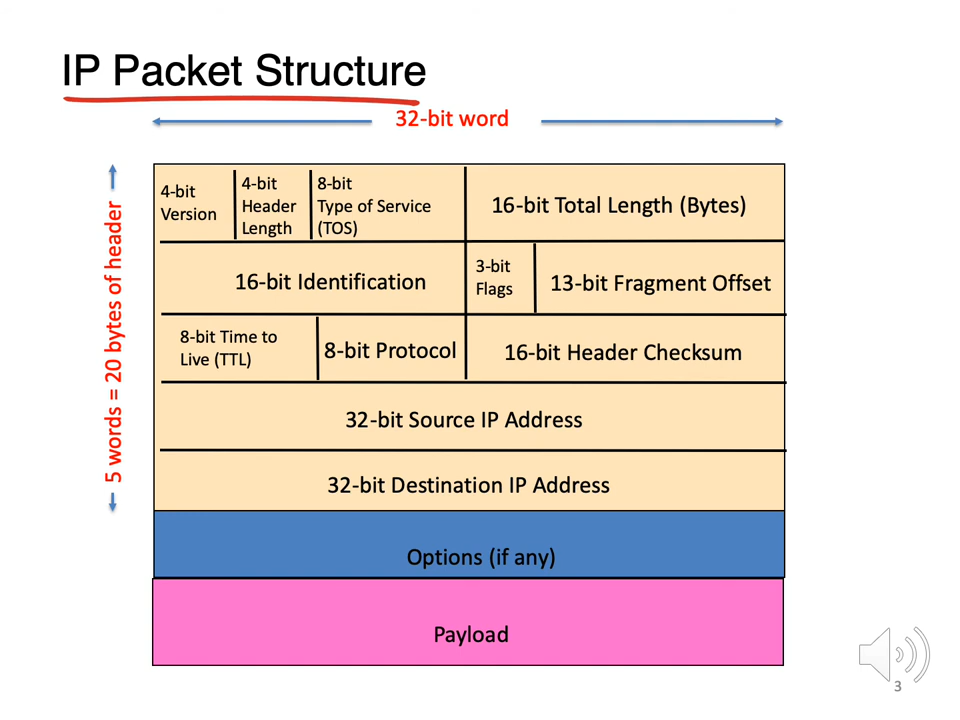 IP Packet Structure
32-bit word
5 words = 20 bytes of header
4-bit
Version
4-bit
Header
Length
8-bit
Type of Service
(TOS)
16-bit Total Length (Bytes)
16-bit Identification
3-bit
Flags
13-bit Fragment Offset
8-bit Time to
Live (TTL)
8-bit Protocol
16-bit Header Checksum
32-bit Source IP Address
32-bit Destination IP Address
Options (if any)
Payload
3